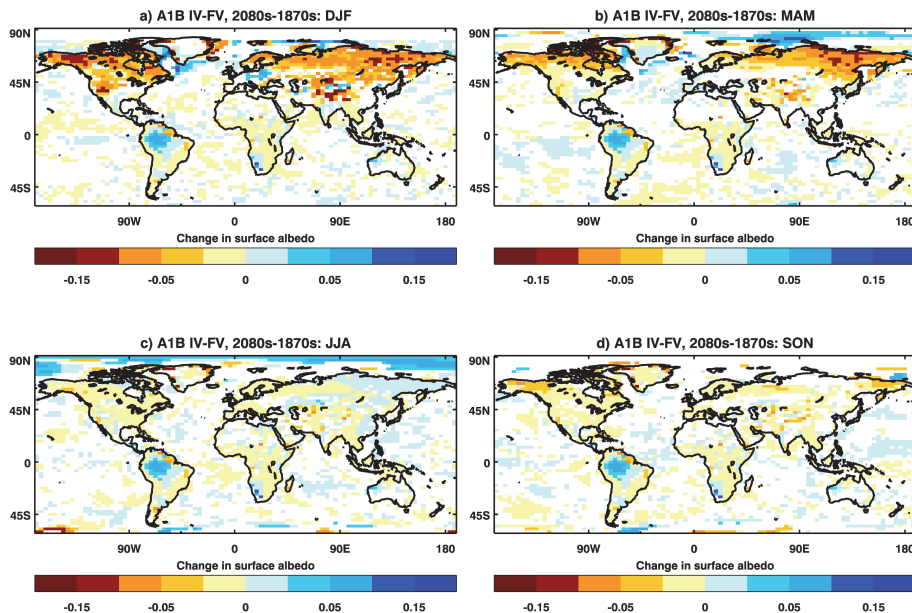 a) A1B IV-FV, 2080s-1870s: DJF
90N
45N
0
45S
90W 0 90E 180
Change in surface albedo
-0.15 -0.05 0 0.05 0.15
b) A1B IV-FV, 2080s-1870s: MAM
90N
45N
0
45S
90W 0 90E 180
Change in surface albedo
-0.15 -0.05 0 0.05 0.15
c) A1B IV-FV, 2080s-1870s: JJA
90N
45N
0
45S
90W 0 90E 180
Change in surface albedo
-0.15 -0.05 0 0.05 0.15
d) A1B IV-FV, 2080s-1870s: SON
90N
45N
0
45S
90W 0 90E 180
Change in surface albedo
-0.15 -0.05 0 0.05 0.15